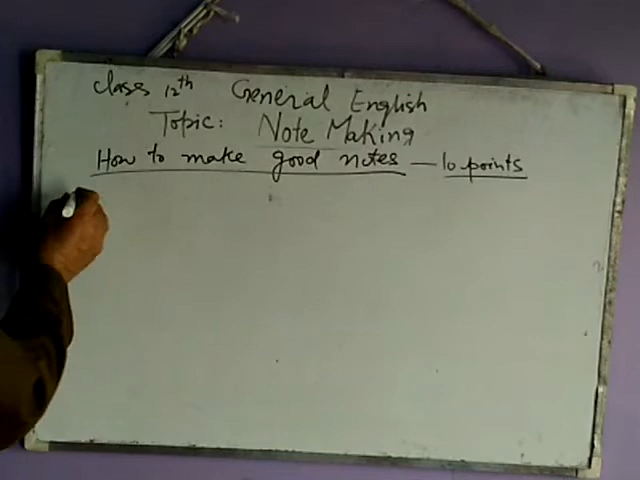 Class 12th General English
Topic: Note Making
How to make good notes — 10 points